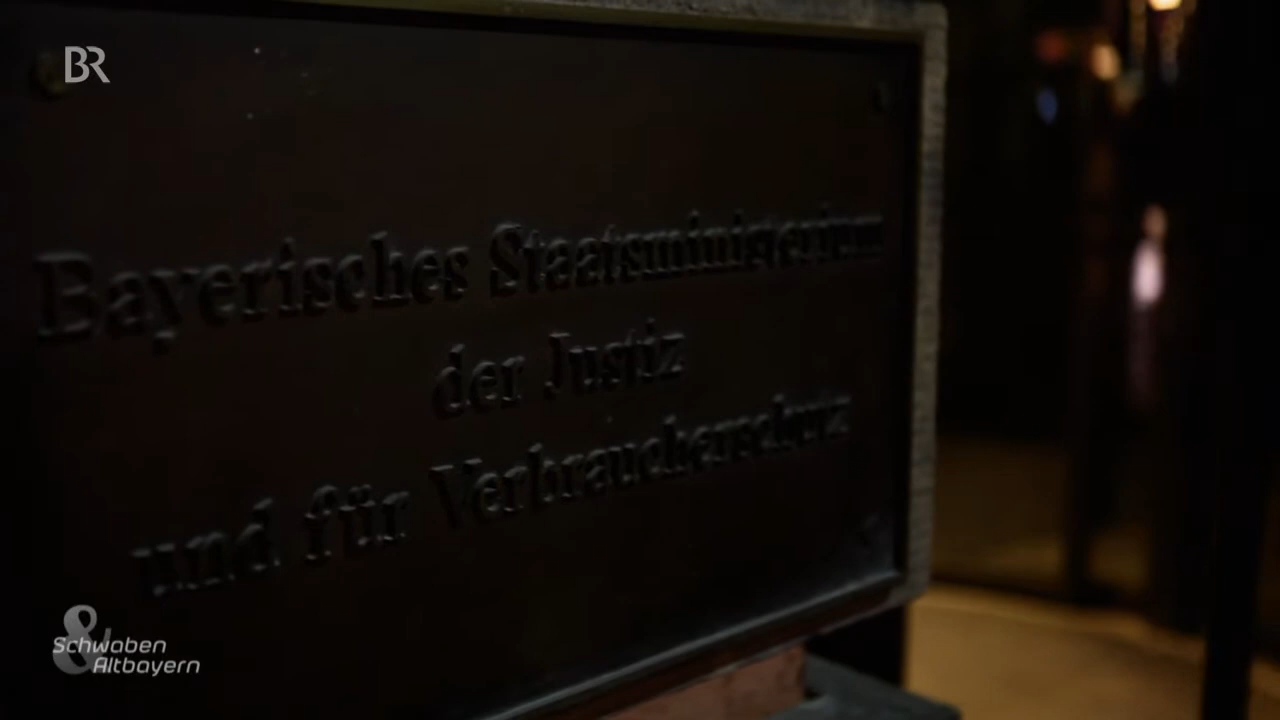 BR
Bayerisches Staatsministerium
der Justiz
und für Verbraucherschutz
&
Schwaben
Altbayern